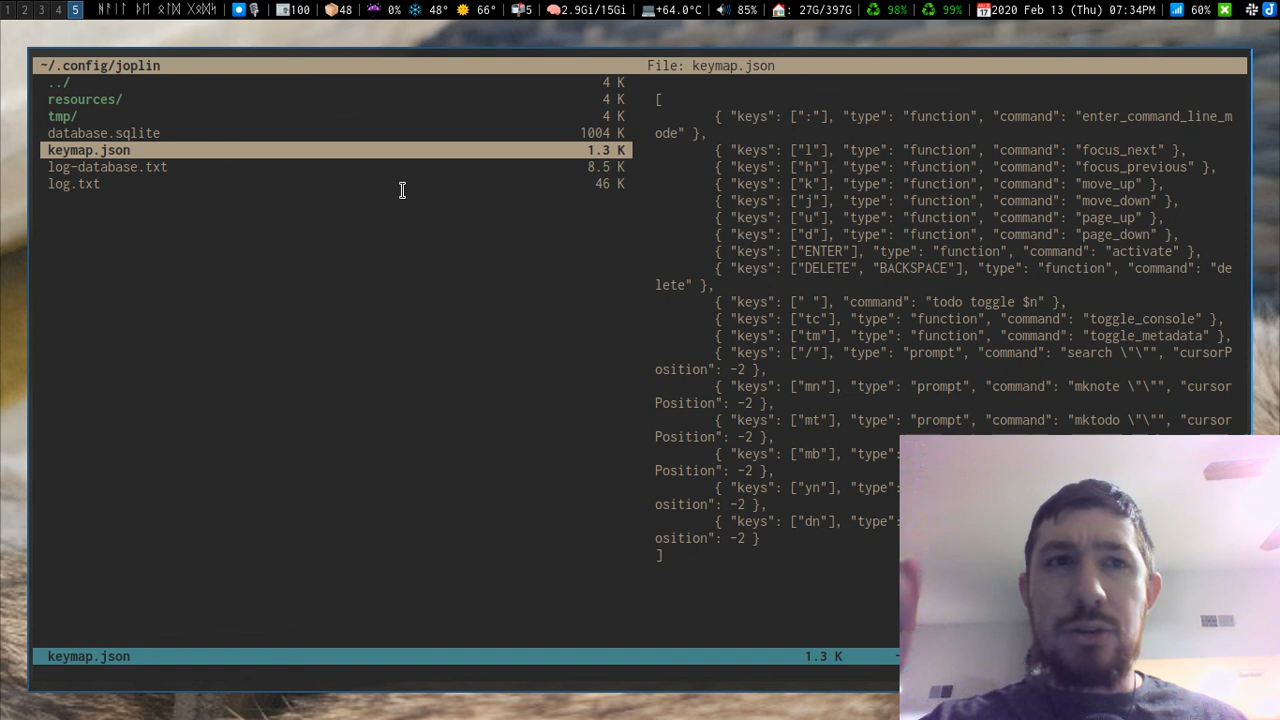 1 2 3 4 5 ᚺᚨᛁᛚ ᚦᛖ 100 48 0% 48° 66° 5 2.9Gi/15Gi +64.0°C 85% : 27G/397G 98% 99% 2020 Feb 13 (Thu) 07:34PM 60%
~/.config/joplin
../ 4 K
resources/ 4 K
tmp/ 4 K
database.sqlite 1004 K
keymap.json 1.3 K
log-database.txt 8.5 K
log.txt 46 K
File: keymap.json
[
{ "keys": [":"], "type": "function", "command": "enter_command_line_m
ode" },
{ "keys": ["l"], "type": "function", "command": "focus_next" },
{ "keys": ["h"], "type": "function", "command": "focus_previous" },
{ "keys": ["k"], "type": "function", "command": "move_up" },
{ "keys": ["j"], "type": "function", "command": "move_down" },
{ "keys": ["u"], "type": "function", "command": "page_up" },
{ "keys": ["d"], "type": "function", "command": "page_down" },
{ "keys": ["ENTER"], "type": "function", "command": "activate" },
{ "keys": ["DELETE", "BACKSPACE"], "type": "function", "command": "de
lete" },
{ "keys": [" "], "command": "todo toggle $n" },
{ "keys": ["tc"], "type": "function", "command": "toggle_console" },
{ "keys": ["tm"], "type": "function", "command": "toggle_metadata" },
{ "keys": ["/"], "type": "prompt", "command": "search \"\"", "cursorP
osition": -2 },
{ "keys": ["mn"], "type": "prompt", "command": "mknote \"\"", "cursor
Position": -2 },
{ "keys": ["mt"], "type": "prompt", "command": "mktodo \"\"", "cursor
Position": -2 },
{ "keys": ["mb"], "type":
Position": -2 },
{ "keys": ["yn"], "type":
osition": -2 },
{ "keys": ["dn"], "type":
osition": -2 }
]
keymap.json 1.3 K